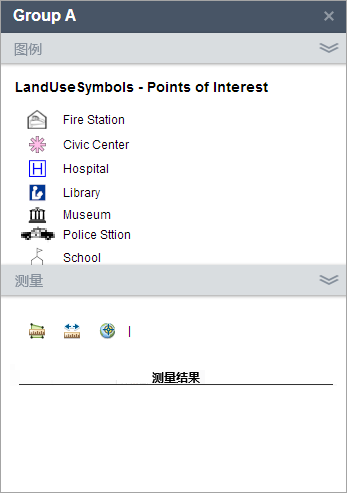 Group A
图例
LandUseSymbols - Points of Interest
Fire Station
Civic Center
Hospital
Library
Museum
Police Sttion
School
测量
测量结果